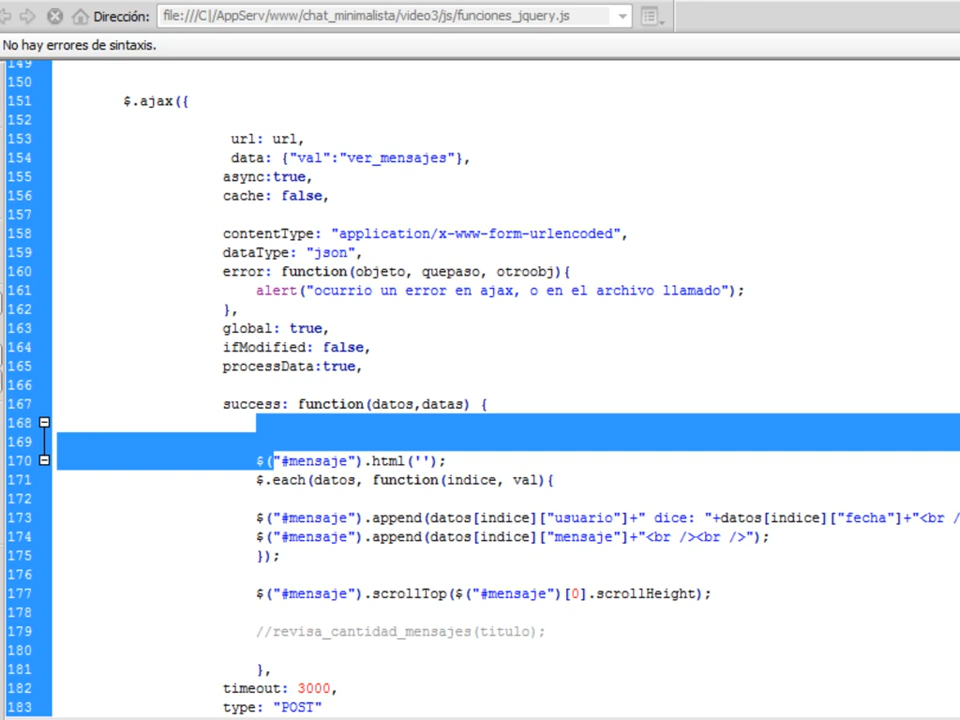 Dirección: file:///C|/AppServ/www/chat_minimalista/video3/js/funciones_jquery.js
No hay errores de sintaxis.
149
150
151 $.ajax({
152
153 url: url,
154 data: {"val":"ver_mensajes"},
155 async:true,
156 cache: false,
157
158 contentType: "application/x-www-form-urlencoded",
159 dataType: "json",
160 error: function(objeto, quepaso, otroobj){
161 alert("ocurrio un error en ajax, o en el archivo llamado");
162 },
163 global: true,
164 ifModified: false,
165 processData:true,
166
167 success: function(datos,datas) {
168
169
170 $("#mensaje").html('');
171 $.each(datos, function(indice, val){
172
173 $("#mensaje").append(datos[indice]["usuario"]+" dice: "+datos[indice]["fecha"]+"<br /
174 $("#mensaje").append(datos[indice]["mensaje"]+"<br /><br />");
175 });
176
177 $("#mensaje").scrollTop($("#mensaje")[0].scrollHeight);
178
179 //revisa_cantidad_mensajes(titulo);
180
181 },
182 timeout: 3000,
183 type: "POST"